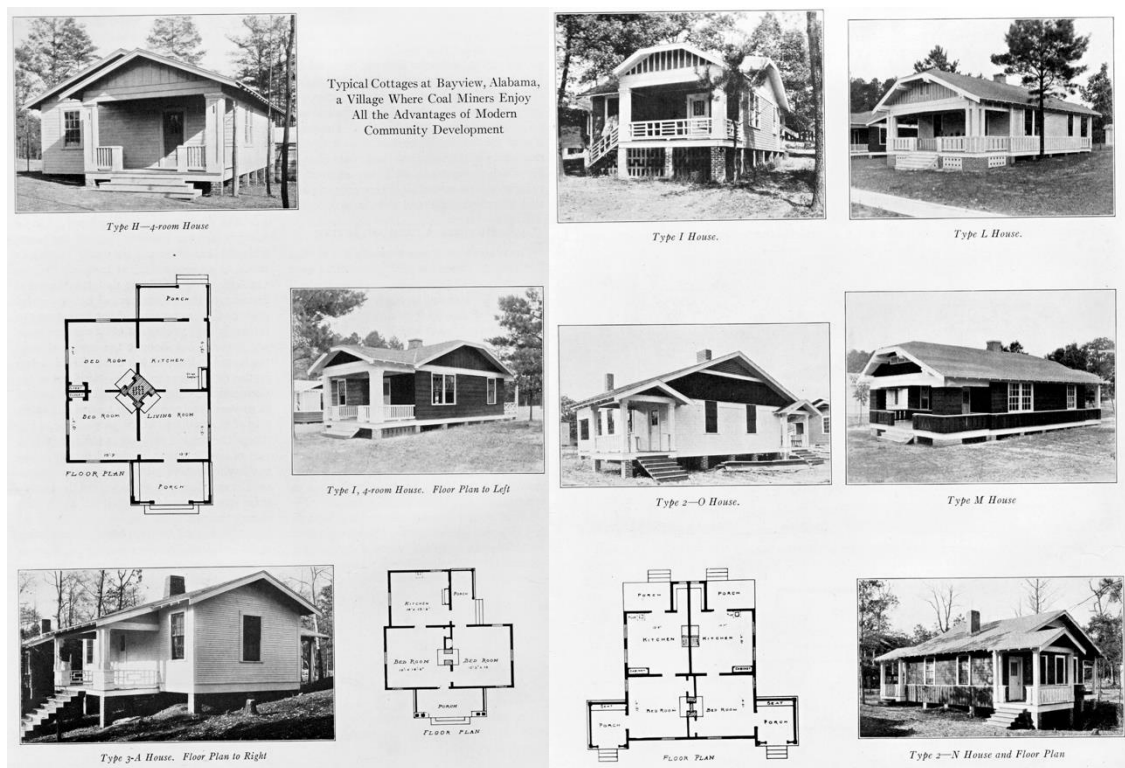 Typical Cottages at Bayview, Alabama,
a Village Where Coal Miners Enjoy
All the Advantages of Modern
Community Development
Type H—4-room House
PORCH
BED ROOM
KITCHEN
BED ROOM
LIVING ROOM
FLOOR PLAN
PORCH
Type I, 4-room House. Floor Plan to Left
Type 3-A House. Floor Plan to Right
KITCHEN
PORCH
BED ROOM
BED ROOM
PORCH
FLOOR PLAN
Type I House.
Type L House.
Type 2—O House.
Type M House
PORCH
PORCH
KITCHEN
KITCHEN
CABINET
CABINET
BED ROOM
BED ROOM
SEAT
SEAT
PORCH
PORCH
FLOOR PLAN
Type 2—N House and Floor Plan